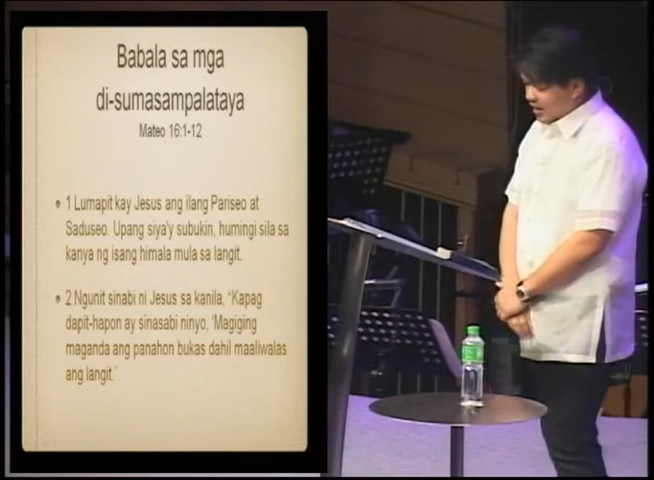 Babala sa mga
di-sumasampalataya
Mateo 16:1-12
• 1 Lumapit kay Jesus ang ilang Pariseo at
Saduseo. Upang siya'y subukin, humingi sila sa
kanya ng isang himala mula sa langit.
• 2 Ngunit sinabi ni Jesus sa kanila, "Kapag
dapit-hapon ay sinasabi ninyo, 'Magiging
maganda ang panahon bukas dahil maaliwalas
ang langit.'